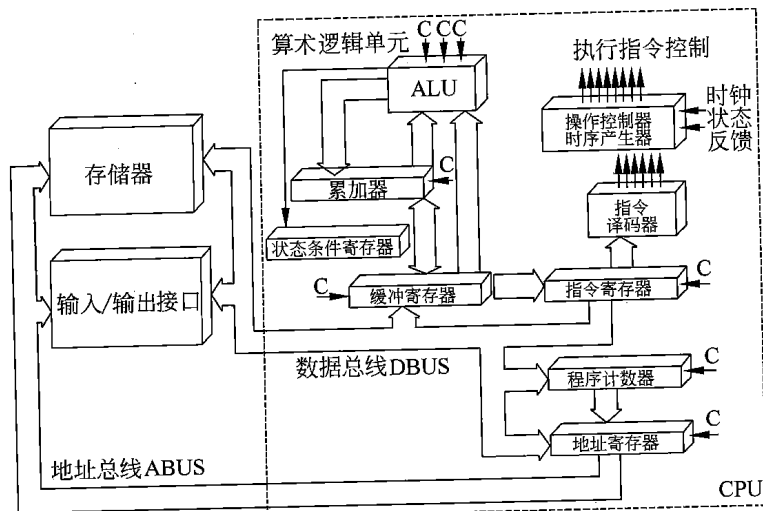 算术逻辑单元
C CC
ALU
执行指令控制
操作控制器
时序产生器
时钟
状态
反馈
存储器
累加器
C
指令
译码器
状态条件寄存器
输入/输出接口
C
缓冲寄存器
指令寄存器
C
数据总线DBUS
程序计数器
C
地址寄存器
C
地址总线ABUS
CPU